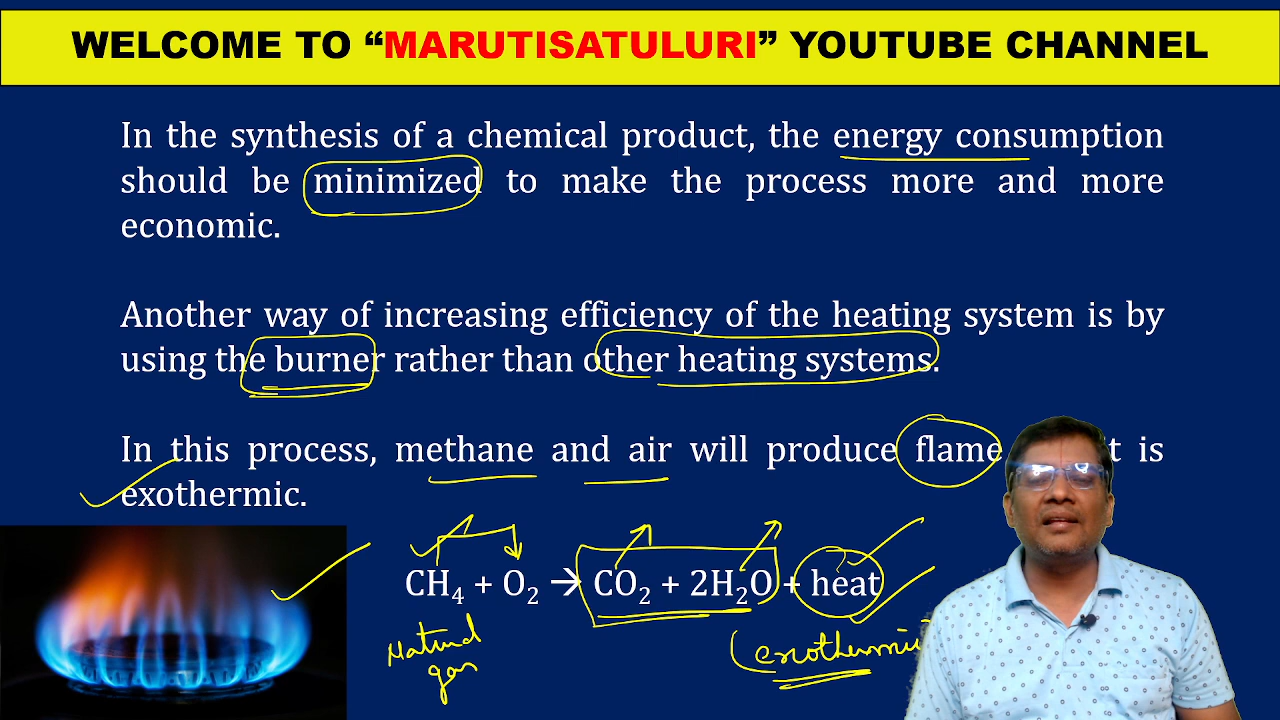 WELCOME TO “MARUTISATULURI” YOUTUBE CHANNEL
In the synthesis of a chemical product, the energy consumption
should be minimized to make the process more and more
economic.
Another way of increasing efficiency of the heating system is by
using the burner rather than other heating systems.
In this process, methane and air will produce flame is
exothermic.
CH₄ + O₂ → CO₂ + 2H₂O + heat
Natural
gas
(exothermic